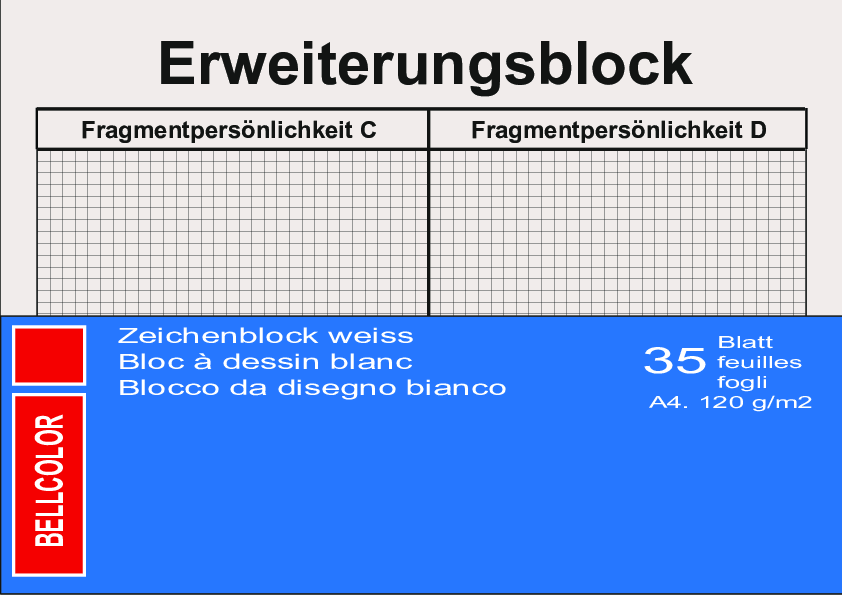 Erweiterungsblock
Fragmentpersönlichkeit C
Fragmentpersönlichkeit D
Zeichenblock weiss
Bloc à dessin blanc
Blocco da disegno bianco
35
Blatt
feuilles
fogli
A4. 120 g/m2
BELLCOLOR